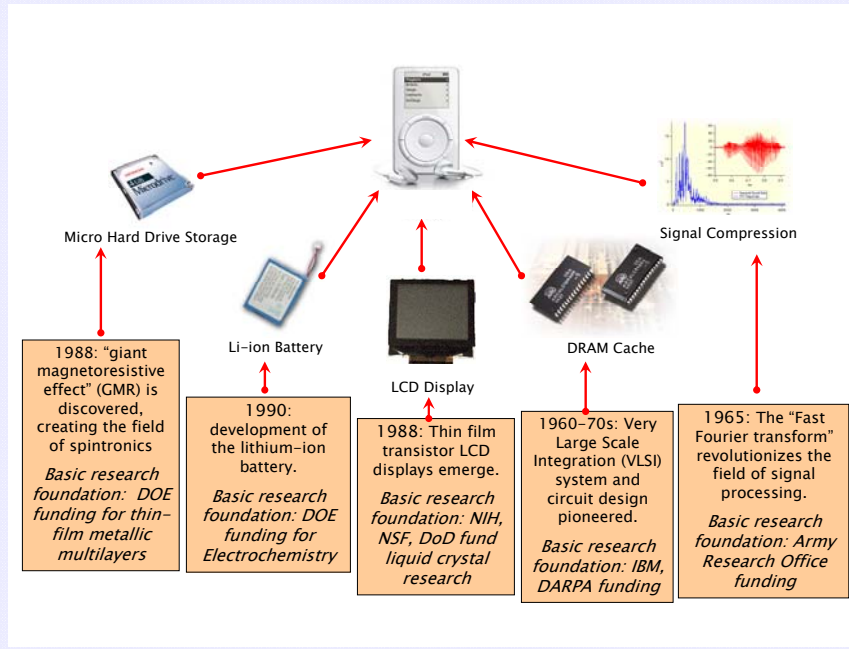 iPod
4GB
Microdrive
Micro Hard Drive Storage
Signal Compression
Li-ion Battery
DRAM Cache
LCD Display
1988: “giant
magnetoresistive
effect” (GMR) is
discovered,
creating the field
of spintronics
Basic research
foundation: DOE
funding for thin-
film metallic
multilayers
1990:
development of
the lithium-ion
battery.
Basic research
foundation: DOE
funding for
Electrochemistry
1988: Thin film
transistor LCD
displays emerge.
Basic research
foundation: NIH,
NSF, DoD fund
liquid crystal
research
1960-70s: Very
Large Scale
Integration (VLSI)
system and
circuit design
pioneered.
Basic research
foundation: IBM,
DARPA funding
1965: The “Fast
Fourier transform”
revolutionizes the
field of signal
processing.
Basic research
foundation: Army
Research Office
funding